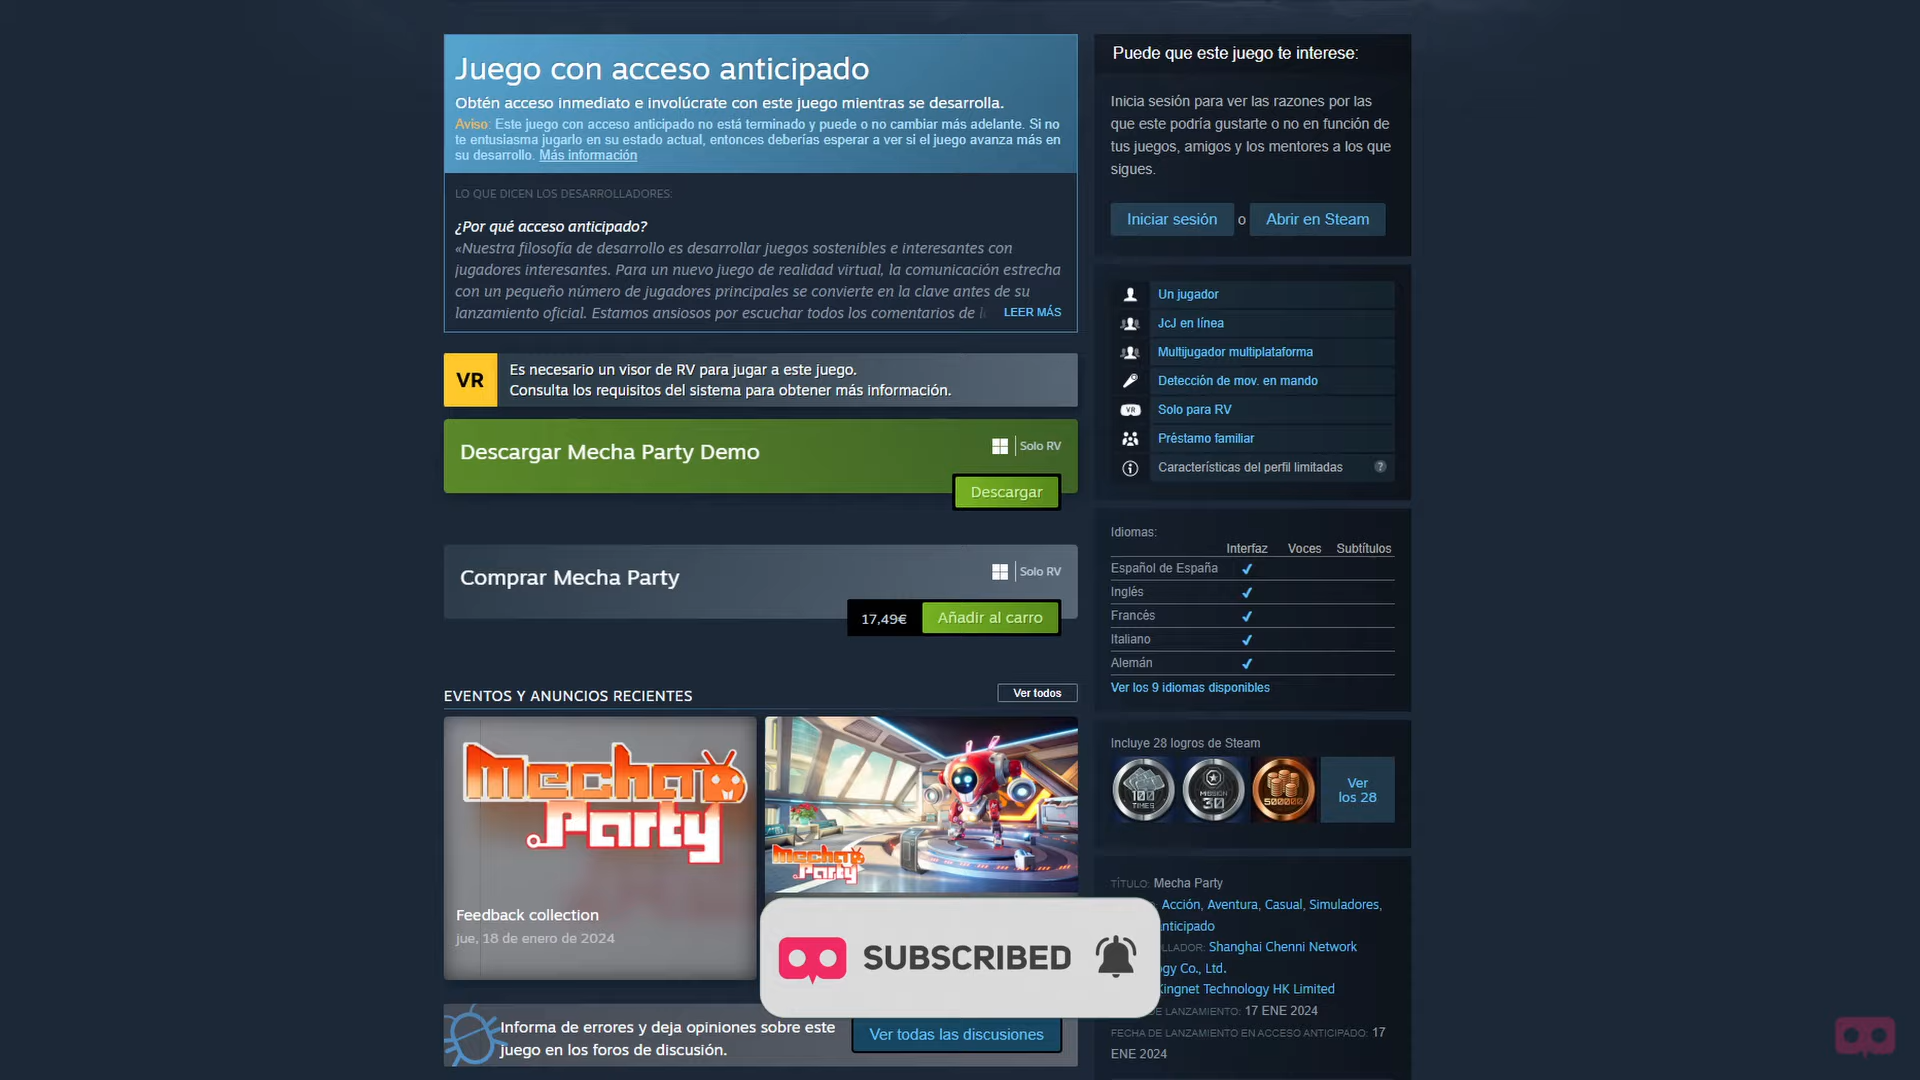 Juego con acceso anticipado
Obtén acceso inmediato e involúcrate con este juego mientras se desarrolla.
Aviso: Este juego con acceso anticipado no está terminado y puede o no cambiar más adelante. Si no
te entusiasma jugarlo en su estado actual, entonces deberías esperar a ver si el juego avanza más en
su desarrollo. Más información
LO QUE DICEN LOS DESARROLLADORES:
¿Por qué acceso anticipado?
«Nuestra filosofía de desarrollo es desarrollar juegos sostenibles e interesantes con
jugadores interesantes. Para un nuevo juego de realidad virtual, la comunicación estrecha
con un pequeño número de jugadores principales se convierte en la clave antes de su
lanzamiento oficial. Estamos ansiosos por escuchar todos los comentarios de
LEER MÁS
VR
Es necesario un visor de RV para jugar a este juego.
Consulta los requisitos del sistema para obtener más información.
Descargar Mecha Party Demo
Solo RV
Descargar
Comprar Mecha Party
Solo RV
17,49€
Añadir al carro
EVENTOS Y ANUNCIOS RECIENTES
Ver todos
Mecha
Party
Feedback collection
jue, 18 de enero de 2024
Mecha
Party
SUBSCRIBED
Informa de errores y deja opiniones sobre este
juego en los foros de discusión.
Ver todas las discusiones
Puede que este juego te interese:
Inicia sesión para ver las razones por las
que este podría gustarte o no en función de
tus juegos, amigos y los mentores a los que
sigues.
Iniciar sesión o Abrir en Steam
Un jugador
JcJ en línea
Multijugador multiplataforma
Detección de mov. en mando
VR Solo para RV
Préstamo familiar
Características del perfil limitadas ?
Idiomas:
Interfaz Voces Subtítulos
Español de España ✔
Inglés ✔
Francés ✔
Italiano ✔
Alemán ✔
Ver los 9 idiomas disponibles
Incluye 28 logros de Steam
100
TIMES
MISSION
30
500000
Ver
los 28
TÍTULO: Mecha Party
: Acción, Aventura, Casual, Simuladores,
nticipado
LLADOR: Shanghai Chenni Network
gy Co., Ltd.
Kingnet Technology HK Limited
DE LANZAMIENTO: 17 ENE 2024
FECHA DE LANZAMIENTO EN ACCESO ANTICIPADO: 17
ENE 2024